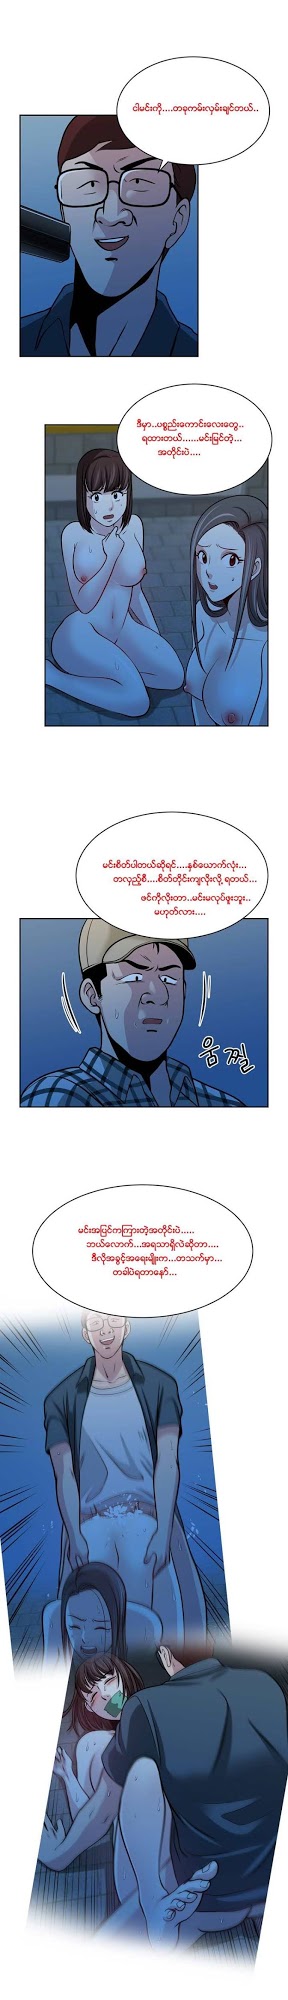 ငါမင်းကို....တခုကမ်းလှမ်းချင်တယ်..
ဒီမှာ..ပစ္စည်းကောင်းလေးတွေ..
ရထားတယ်......မင်းမြင်တဲ့...
အတိုင်းပဲ....
မင်းစိတ်ပါတယ်ဆိုရင်....နှစ်ယောက်လုံး...
တလှည့်စီ....စိတ်တိုင်းကျလိုးလို့ ရတယ်...
ဖင်ကိုလိုးတာ..မင်းမလုပ်ဖူးဘူး..
မဟုတ်လား....
움찔
မင်းအပြင်ကကြားတဲ့အတိုင်းပဲ.....
ဘယ်လောက်...အရသာရှိလဲဆိုတာ....
ဒီလိုအခွင့်အရေးမျိုးက...တသက်မှာ...
တခါပဲရတာနော်...